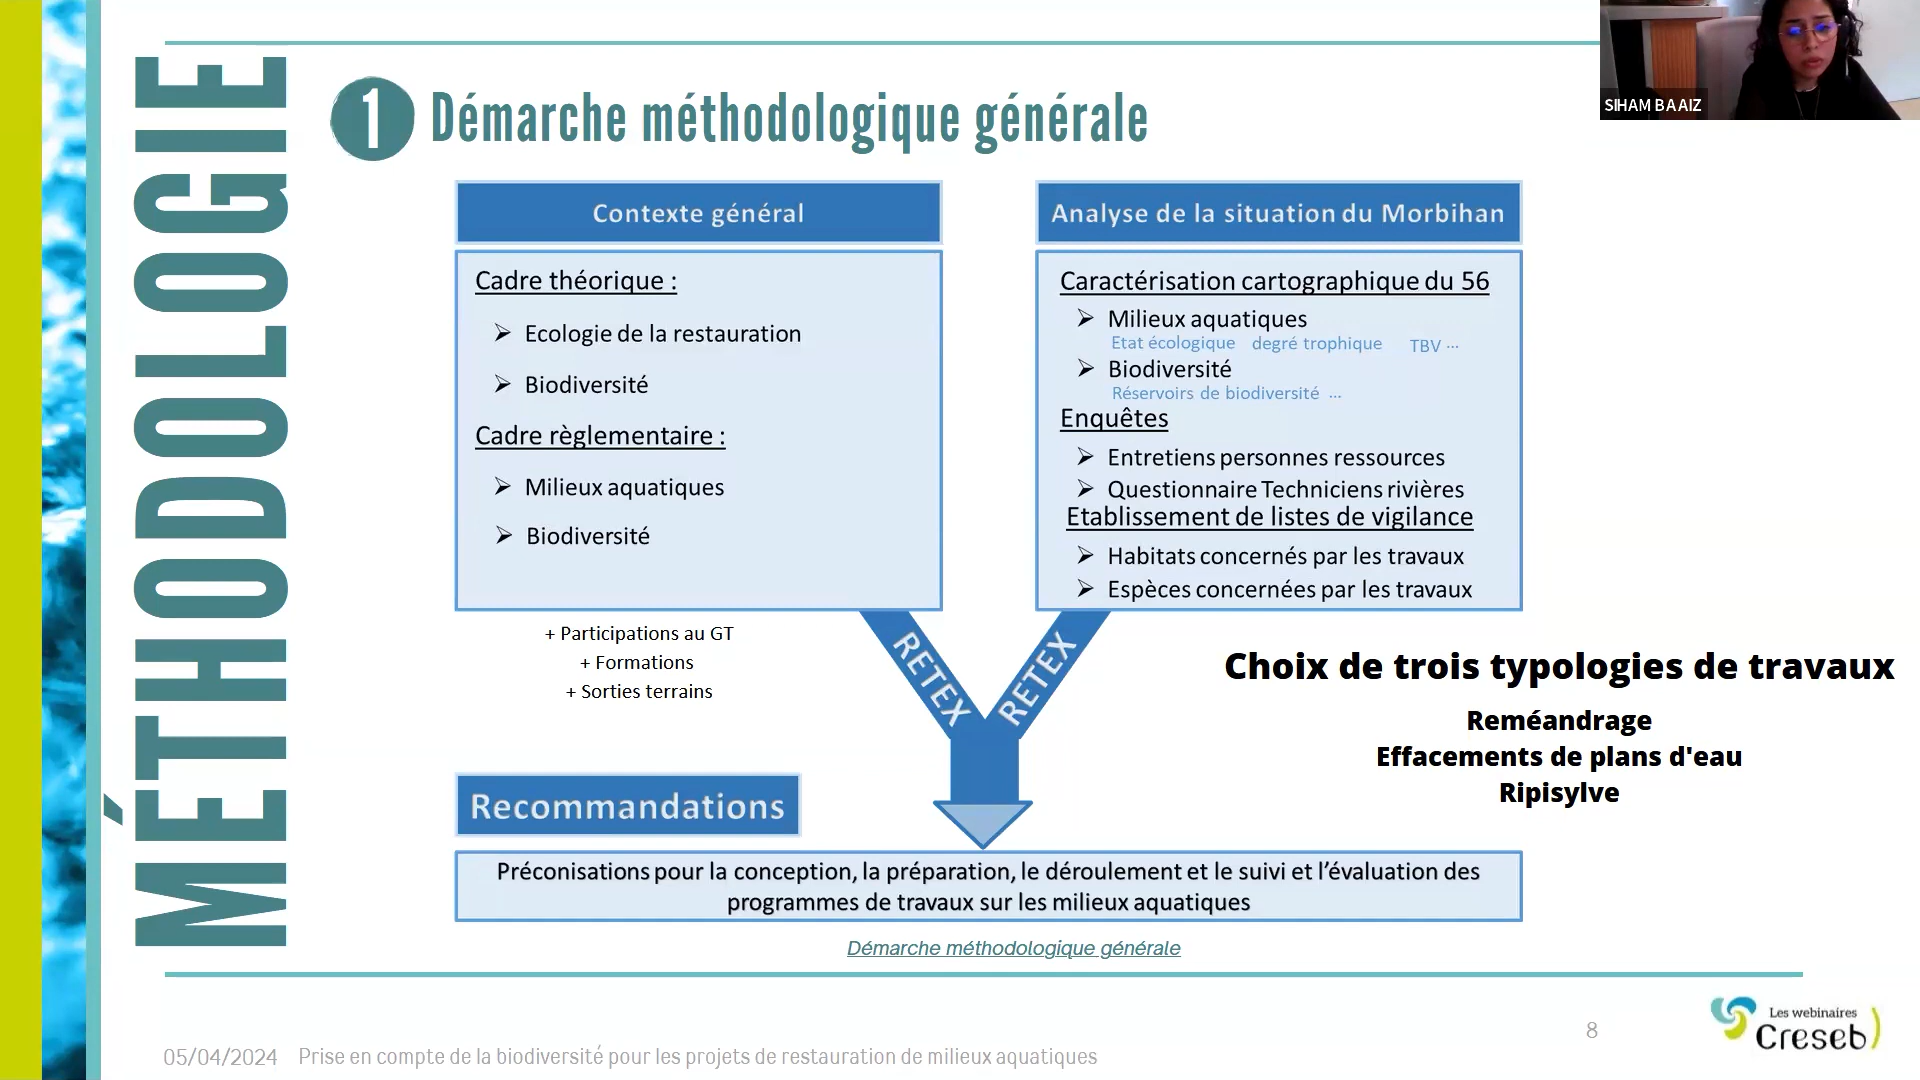 SIHAM BAAIZ
MÉTHODOLOGIE
1 Démarche méthodologique générale
Contexte général
Cadre théorique :
Ecologie de la restauration
Biodiversité
Cadre règlementaire :
Milieux aquatiques
Biodiversité
+ Participations au GT
+ Formations
+ Sorties terrains
Analyse de la situation du Morbihan
Caractérisation cartographique du 56
Milieux aquatiques
Etat écologique degré trophique TBV ...
Biodiversité
Réservoirs de biodiversité ...
Enquêtes
Entretiens personnes ressources
Questionnaire Techniciens rivières
Etablissement de listes de vigilance
Habitats concernés par les travaux
Espèces concernées par les travaux
RETEX
RETEX
Choix de trois typologies de travaux
Reméandrage
Effacements de plans d'eau
Ripisylve
Recommandations
Préconisations pour la conception, la préparation, le déroulement et le suivi et l’évaluation des
programmes de travaux sur les milieux aquatiques
Démarche méthodologique générale
8
Les webinaires
Creseb
05/04/2024 Prise en compte de la biodiversité pour les projets de restauration de milieux aquatiques